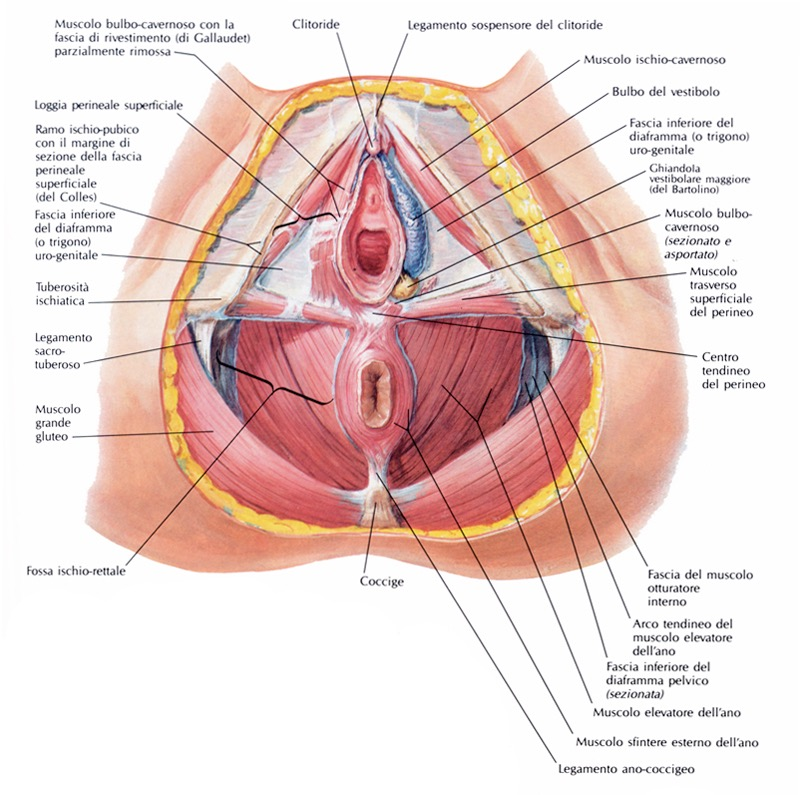 Muscolo bulbo-cavernoso con la
fascia di rivestimento (di Gallaudet)
parzialmente rimossa
Clitoride
Legamento sospensore del clitoride
Muscolo ischio-cavernoso
Bulbo del vestibolo
Loggia perineale superficiale
Fascia inferiore del
diaframma (o trigono)
uro-genitale
Ramo ischio-pubico
con il margine di
sezione della fascia
perineale
superficiale
(del Colles)
Ghiandola
vestibolare maggiore
(del Bartolino)
Fascia inferiore
del diaframma
(o trigono)
uro-genitale
Muscolo bulbo-
cavernoso
(sezionato e
asportato)
Muscolo
trasverso
superficiale
del perineo
Tuberosità
ischiatica
Legamento
sacro-
tuberoso
Centro
tendineo
del perineo
Muscolo
grande
gluteo
Fossa ischio-rettale
Coccige
Fascia del muscolo
otturatore
interno
Arco tendineo del
muscolo elevatore
dell'ano
Fascia inferiore del
diaframma pelvico
(sezionata)
Muscolo elevatore dell'ano
Muscolo sfintere esterno dell'ano
Legamento ano-coccigeo